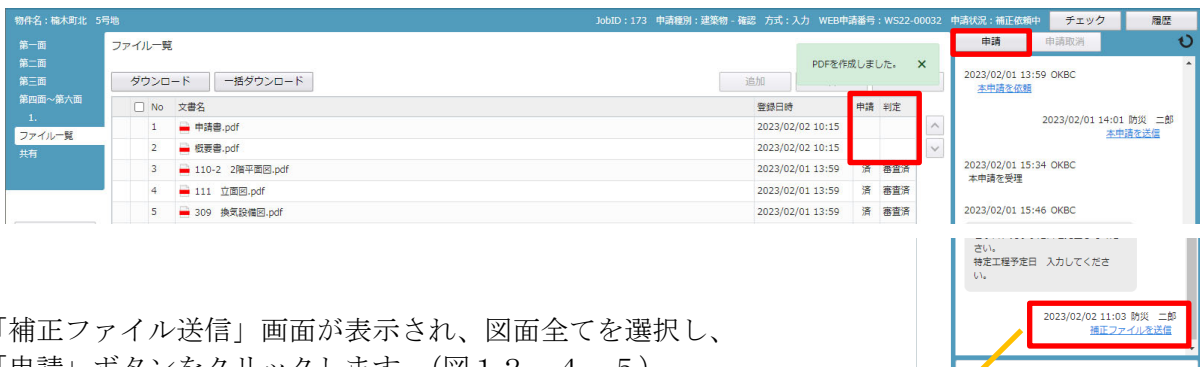 物件名：楠木町北　5号地
JobID：173　申請種別：建築物 - 確認　方式：入力　WEB申請番号：WS22-00032　申請状況：補正依頼中
チェック
履歴
第一面
第二面
第三面
第四面～第六面
1.
ファイル一覧
共有
ファイル一覧
PDFを作成しました。 ×
ダウンロード
一括ダウンロード
追加
No 文書名 登録日時 申請 判定
1 申請書.pdf 2023/02/02 10:15
2 概要書.pdf 2023/02/02 10:15
3 110-2　2階平面図.pdf 2023/02/01 13:59 済 審査済
4 111　立面図.pdf 2023/02/01 13:59 済 審査済
5 309　換気設備図.pdf 2023/02/01 13:59 済 審査済
申請
申請取消
2023/02/01 13:59 OKBC
本申請を依頼
2023/02/01 14:01 防災　二郎
本申請を送信
2023/02/01 15:34 OKBC
本申請を受理
2023/02/01 15:46 OKBC
さい。
特定工程予定日　入力してくださ
い。
2023/02/02 11:03 防災　二郎
補正ファイルを送信
「補正ファイル送信」画面が表示され、図面全てを選択し、